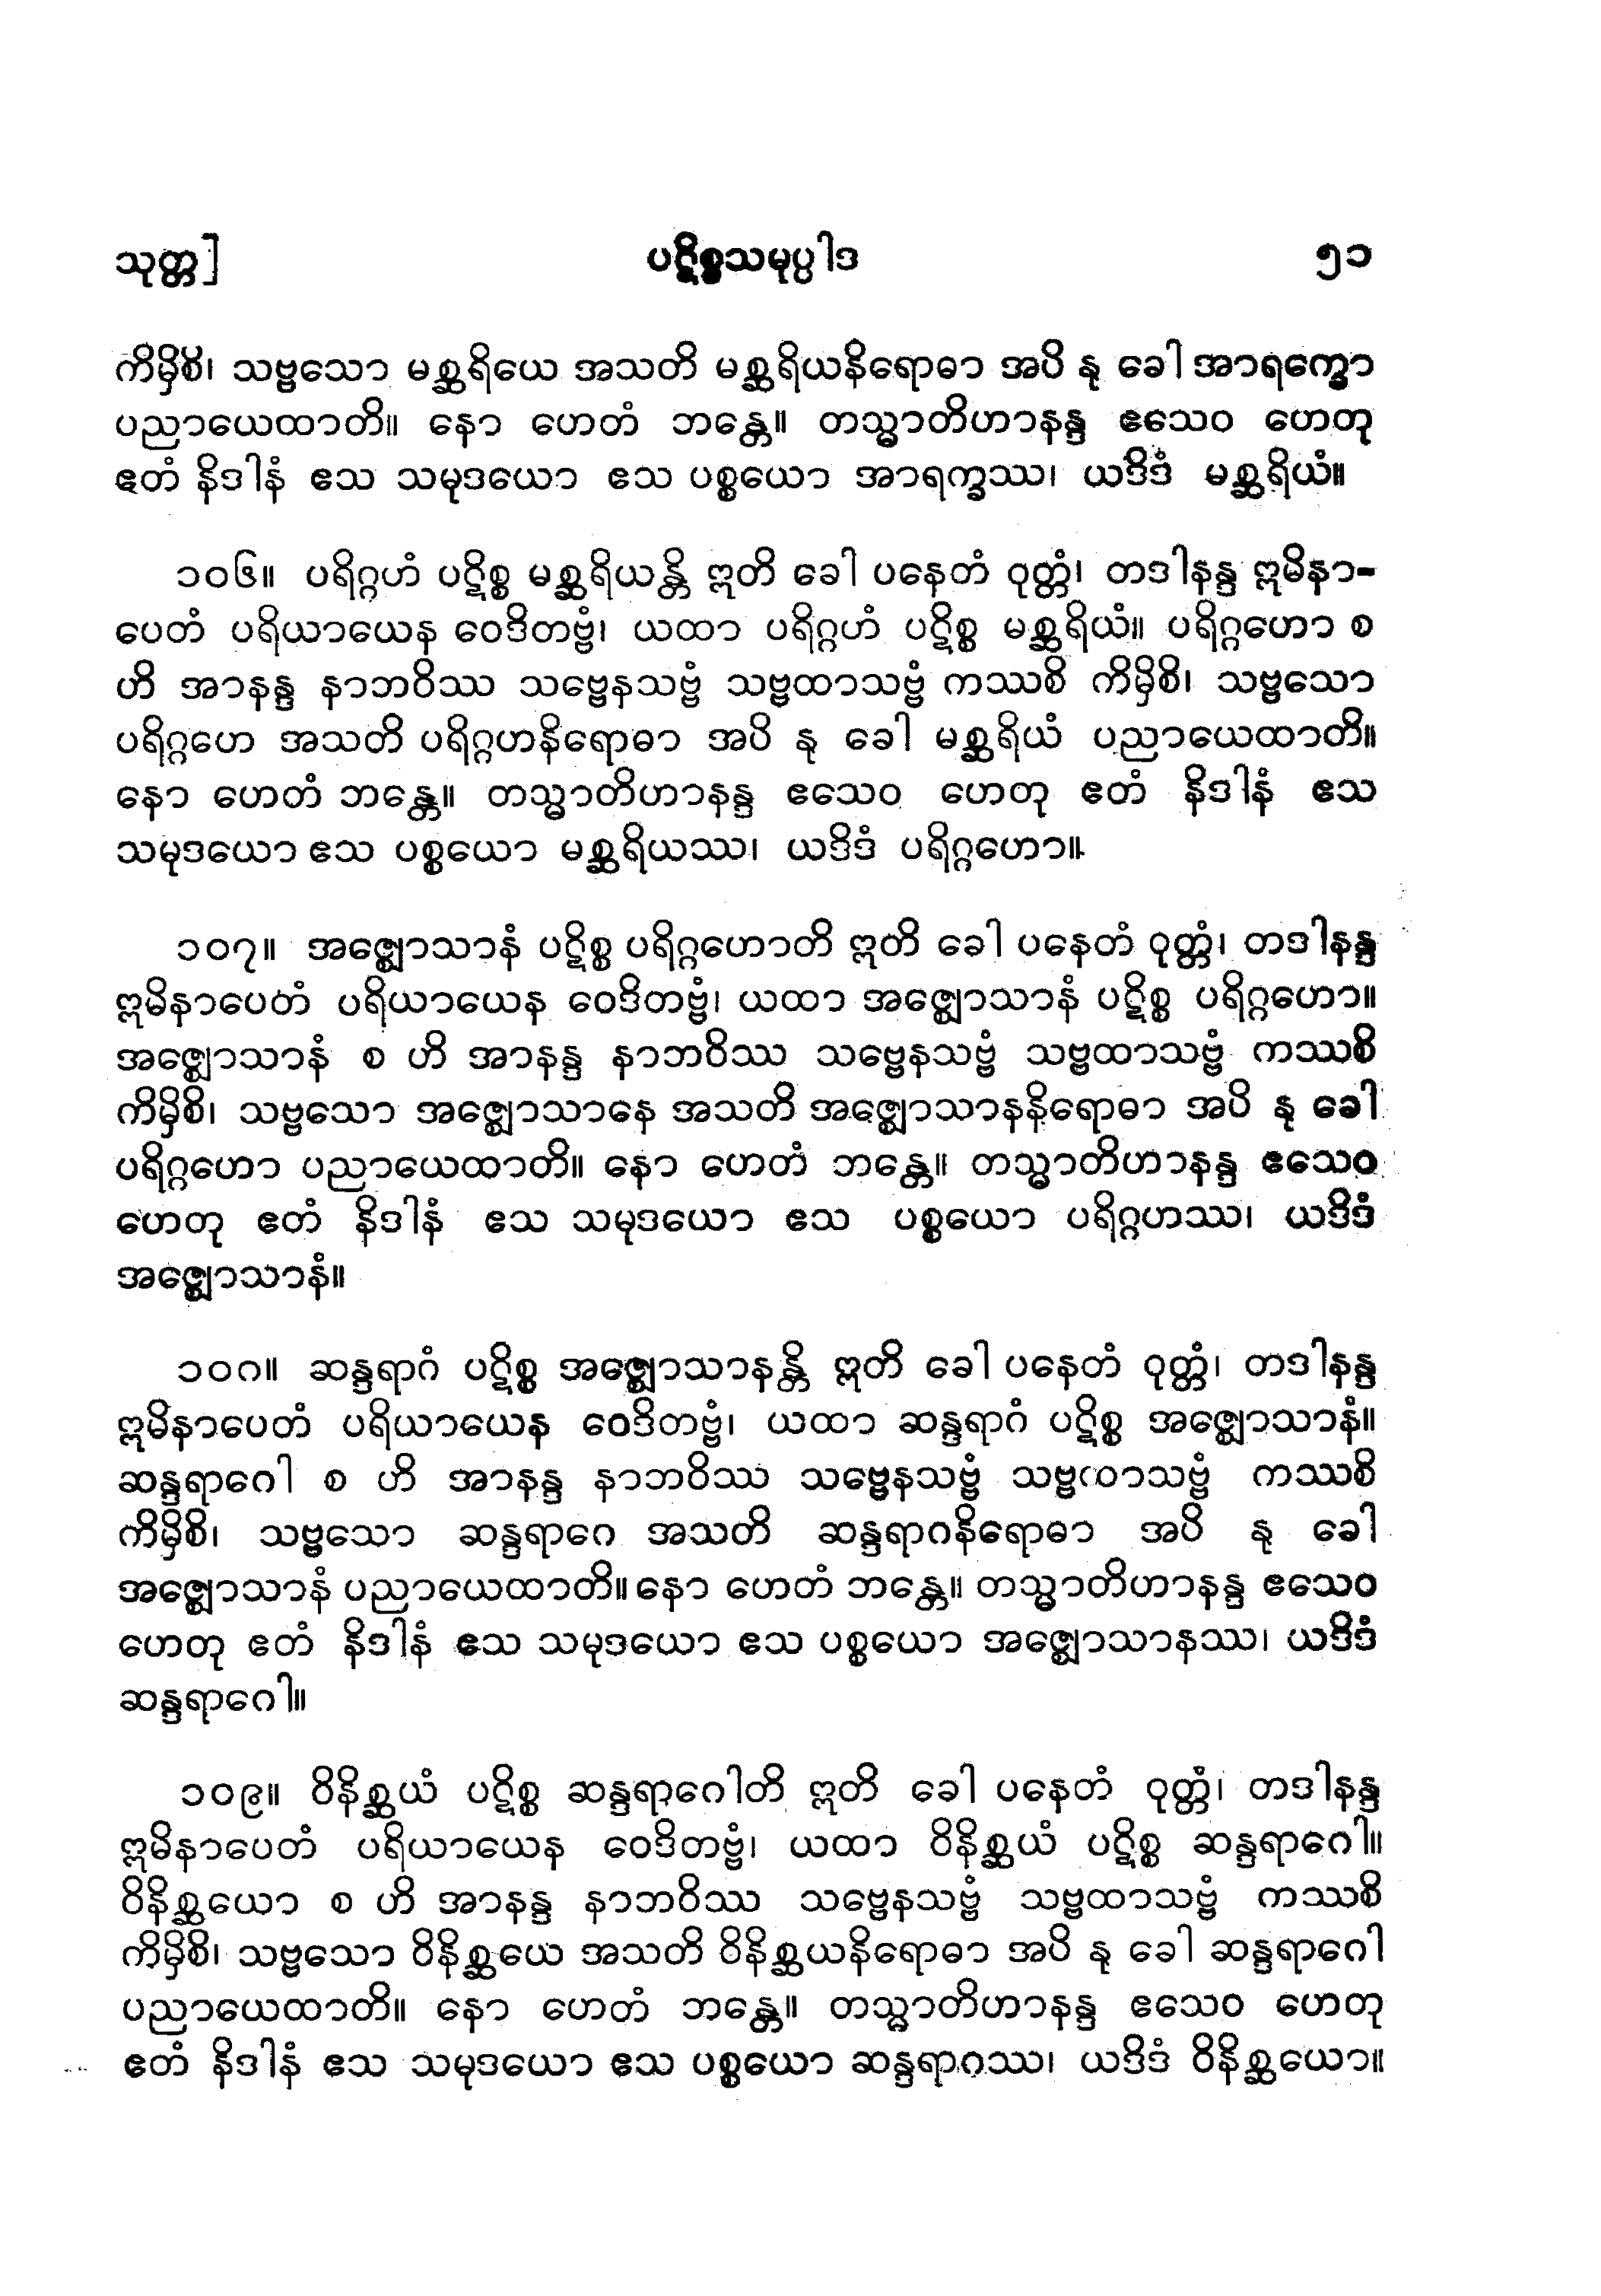 သုတ္တ] ပဋိစ္စသမုပ္ပါဒ ၅၁
ကိမှိစိ၊ သဗ္ဗသော မစ္ဆရိယေ အသတိ မစ္ဆရိယနိရောဓာ အပိ နု ခေါ အာရက္ခော
ပညာယေထာတိ။ နော ဟေတံ ဘန္တေ။ တသ္မာတိဟာနန္ဒ ဧသေဝ ဟေတု
ဧတံ နိဒါနံ ဧသ သမုဒယော ဧသ ပစ္စယော အာရက္ခဿ၊ ယဒိဒံ မစ္ဆရိယံ။
၁၀၆။ ပရိဂ္ဂဟံ ပဋိစ္စ မစ္ဆရိယန္တိ ဣတိ ခေါ ပနေတံ ဝုတ္တံ၊ တဒါနန္ဒ ဣမိနာ-
ပေတံ ပရိယာယေန ဝေဒိတဗ္ဗံ၊ ယထာ ပရိဂ္ဂဟံ ပဋိစ္စ မစ္ဆရိယံ။ ပရိဂ္ဂဟော စ
ဟိ အာနန္ဒ နာဘဝိဿ သဗ္ဗေနသဗ္ဗံ သဗ္ဗထာသဗ္ဗံ ကဿစိ ကိမှိစိ၊ သဗ္ဗသော
ပရိဂ္ဂဟေ အသတိ ပရိဂ္ဂဟနိရောဓာ အပိ နု ခေါ မစ္ဆရိယံ ပညာယေထာတိ။
နော ဟေတံ ဘန္တေ။ တသ္မာတိဟာနန္ဒ ဧသေဝ ဟေတု ဧတံ နိဒါနံ ဧသ
သမုဒယော ဧသ ပစ္စယော မစ္ဆရိယဿ၊ ယဒိဒံ ပရိဂ္ဂဟော။
၁၀၇။ အဇ္ဈောသာနံ ပဋိစ္စ ပရိဂ္ဂဟောတိ ဣတိ ခေါ ပနေတံ ဝုတ္တံ၊ တဒါနန္ဒ
ဣမိနာပေတံ ပရိယာယေန ဝေဒိတဗ္ဗံ၊ ယထာ အဇ္ဈောသာနံ ပဋိစ္စ ပရိဂ္ဂဟော။
အဇ္ဈောသာနံ စ ဟိ အာနန္ဒ နာဘဝိဿ သဗ္ဗေနသဗ္ဗံ သဗ္ဗထာသဗ္ဗံ ကဿစိ
ကိမှိစိ၊ သဗ္ဗသော အဇ္ဈောသာနေ အသတိ အဇ္ဈောသာနနိရောဓာ အပိ နု ခေါ
ပရိဂ္ဂဟော ပညာယေထာတိ။ နော ဟေတံ ဘန္တေ။ တသ္မာတိဟာနန္ဒ ဧသေဝ
ဟေတု ဧတံ နိဒါနံ ဧသ သမုဒယော ဧသ ပစ္စယော ပရိဂ္ဂဟဿ၊ ယဒိဒံ
အဇ္ဈောသာနံ။
၁၀၈။ ဆန္ဒရာဂံ ပဋိစ္စ အဇ္ဈောသာနန္တိ ဣတိ ခေါ ပနေတံ ဝုတ္တံ၊ တဒါနန္ဒ
ဣမိနာပေတံ ပရိယာယေန ဝေဒိတဗ္ဗံ၊ ယထာ ဆန္ဒရာဂံ ပဋိစ္စ အဇ္ဈောသာနံ။
ဆန္ဒရာဂေါ စ ဟိ အာနန္ဒ နာဘဝိဿ သဗ္ဗေနသဗ္ဗံ သဗ္ဗထာသဗ္ဗံ ကဿစိ
ကိမှိစိ၊ သဗ္ဗသော ဆန္ဒရာဂေ အသတိ ဆန္ဒရာဂနိရောဓာ အပိ နု ခေါ
အဇ္ဈောသာနံ ပညာယေထာတိ။ နော ဟေတံ ဘန္တေ။ တသ္မာတိဟာနန္ဒ ဧသေဝ
ဟေတု ဧတံ နိဒါနံ ဧသ သမုဒယော ဧသ ပစ္စယော အဇ္ဈောသာနဿ၊ ယဒိဒံ
ဆန္ဒရာဂေါ။
၁၀၉။ ဝိနိစ္ဆယံ ပဋိစ္စ ဆန္ဒရာဂေါတိ ဣတိ ခေါ ပနေတံ ဝုတ္တံ၊ တဒါနန္ဒ
ဣမိနာပေတံ ပရိယာယေန ဝေဒိတဗ္ဗံ၊ ယထာ ဝိနိစ္ဆယံ ပဋိစ္စ ဆန္ဒရာဂေါ။
ဝိနိစ္ဆယော စ ဟိ အာနန္ဒ နာဘဝိဿ သဗ္ဗေနသဗ္ဗံ သဗ္ဗထာသဗ္ဗံ ကဿစိ
ကိမှိစိ၊ သဗ္ဗသော ဝိနိစ္ဆယေ အသတိ ဝိနိစ္ဆယနိရောဓာ အပိ နု ခေါ ဆန္ဒရာဂေါ
ပညာယေထာတိ။ နော ဟေတံ ဘန္တေ။ တသ္မာတိဟာနန္ဒ ဧသေဝ ဟေတု
ဧတံ နိဒါနံ ဧသ သမုဒယော ဧသ ပစ္စယော ဆန္ဒရာဂဿ၊ ယဒိဒံ ဝိနိစ္ဆယော။